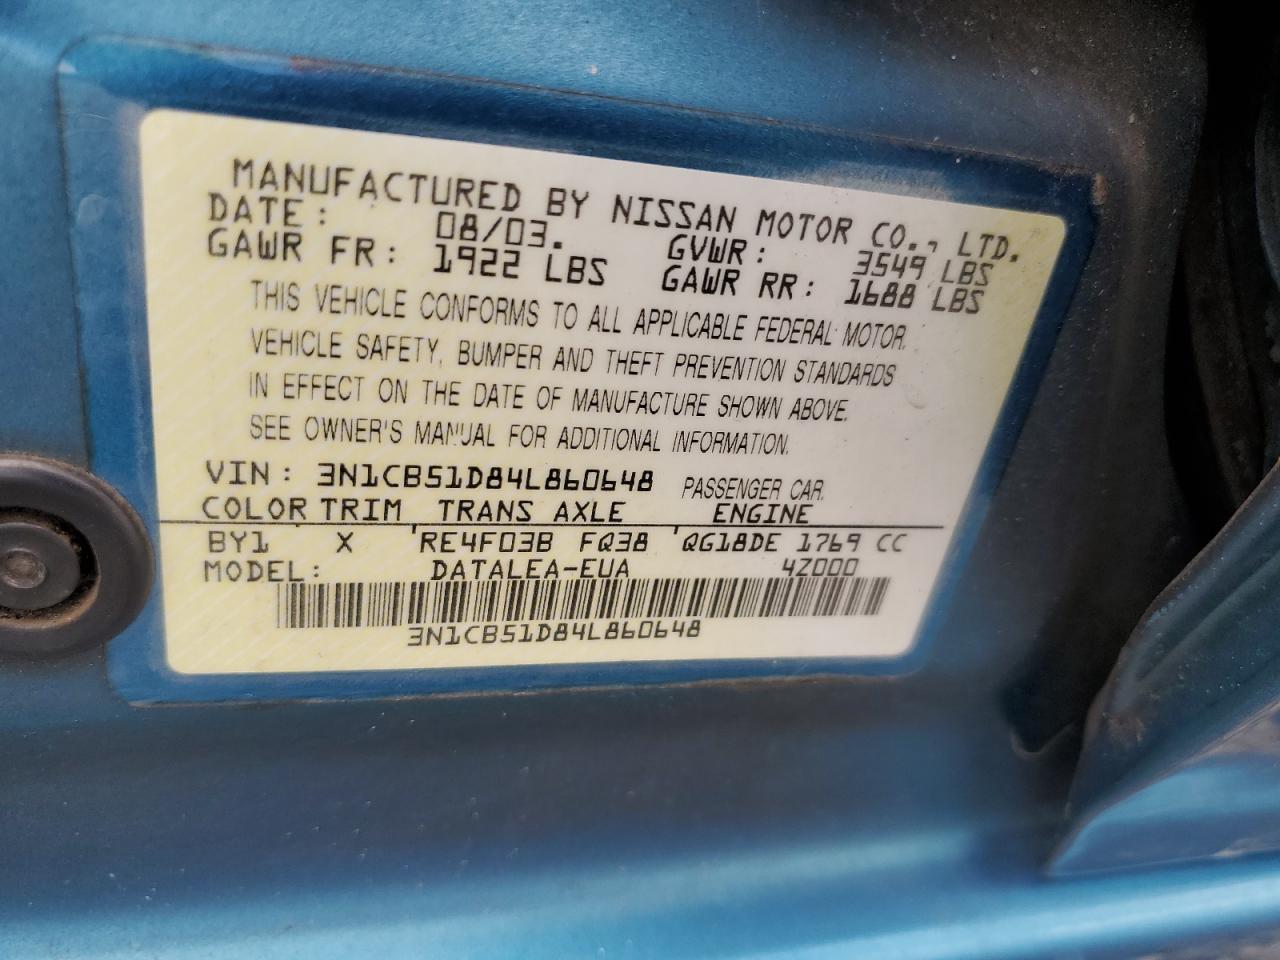 MANUFACTURED BY NISSAN MOTOR CO., LTD.
DATE: 08/03. GVWR: 3549 LBS
GAWR FR: 1922 LBS GAWR RR: 1688 LBS
THIS VEHICLE CONFORMS TO ALL APPLICABLE FEDERAL MOTOR
VEHICLE SAFETY, BUMPER AND THEFT PREVENTION STANDARDS
IN EFFECT ON THE DATE OF MANUFACTURE SHOWN ABOVE.
SEE OWNER'S MANUAL FOR ADDITIONAL INFORMATION.
VIN: 3N1CB51D84L860648 PASSENGER CAR.
COLOR TRIM TRANS AXLE ENGINE
BY1 X RE4F03B FQ38 QG18DE 1769 CC
MODEL: DATALEA-EUA 4Z000
3N1CB51D84L860648